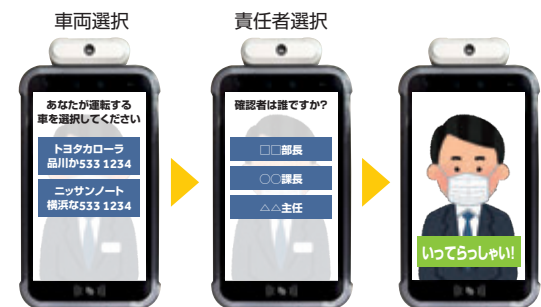 車両選択
責任者選択
あなたが運転する
車を選択してください
トヨタカローラ
品川か533 1234
ニッサンノート
横浜な533 1234
確認者は誰ですか?
□□部長
○○課長
△△主任
いってらっしゃい!